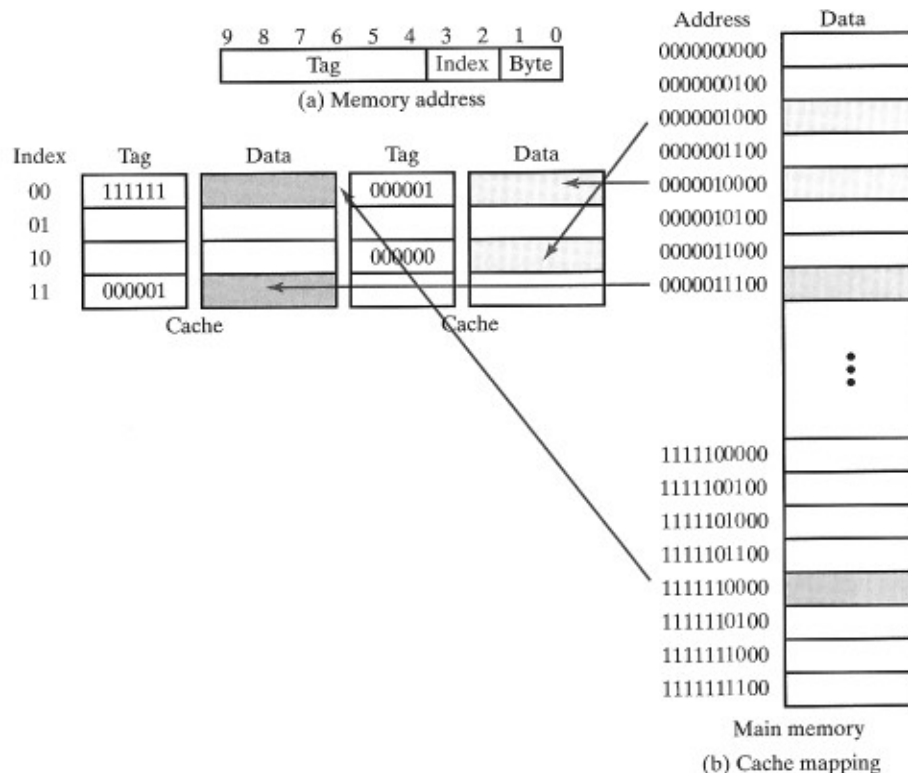 9 8 7 6 5 4 3 2 1 0
Tag Index Byte
(a) Memory address
Index Tag Data Tag Data
00 111111 000001
01
10 000000
11 000001
Cache Cache
Address Data
0000000000
0000000100
0000001000
0000001100
0000010000
0000010100
0000011000
0000011100
1111100000
1111100100
1111101000
1111101100
1111110000
1111110100
1111111000
1111111100
Main memory
(b) Cache mapping